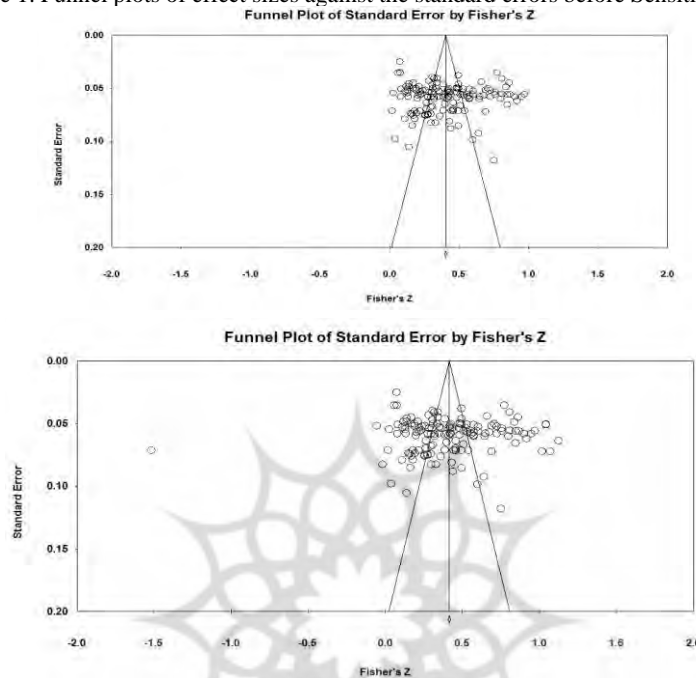 1. Funnel plots of effect sizes against the standard errors before
Funnel Plot of Standard Error by Fisher's Z
0.00
0.05
0.10
0.15
0.20
Standard Error
-2.0 -1.5 -1.0 -0.5 0.0 0.5 1.0 1.5 2.0
Fisher's Z
Funnel Plot of Standard Error by Fisher's Z
0.00
0.05
0.10
0.15
0.20
Standard Error
-2.0 -1.5 -1.0 -0.5 0.0 0.5 1.0 1.5 2.0
Fisher's Z